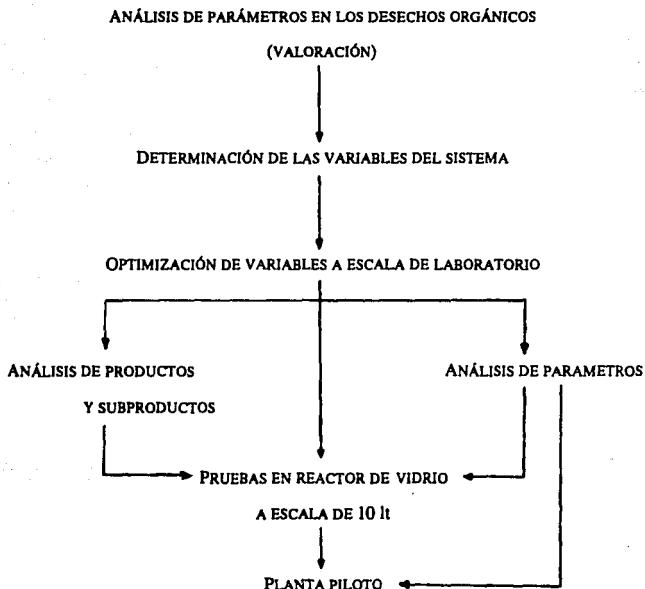 ANÁLISIS DE PARÁMETROS EN LOS DESECHOS ORGÁNICOS
(VALORACIÓN)
DETERMINACIÓN DE LAS VARIABLES DEL SISTEMA
OPTIMIZACIÓN DE VARIABLES A ESCALA DE LABORATORIO
ANÁLISIS DE PRODUCTOS
Y SUBPRODUCTOS
ANÁLISIS DE PARAMETROS
PRUEBAS EN REACTOR DE VIDRIO
A ESCALA DE 10 lt
PLANTA PILOTO